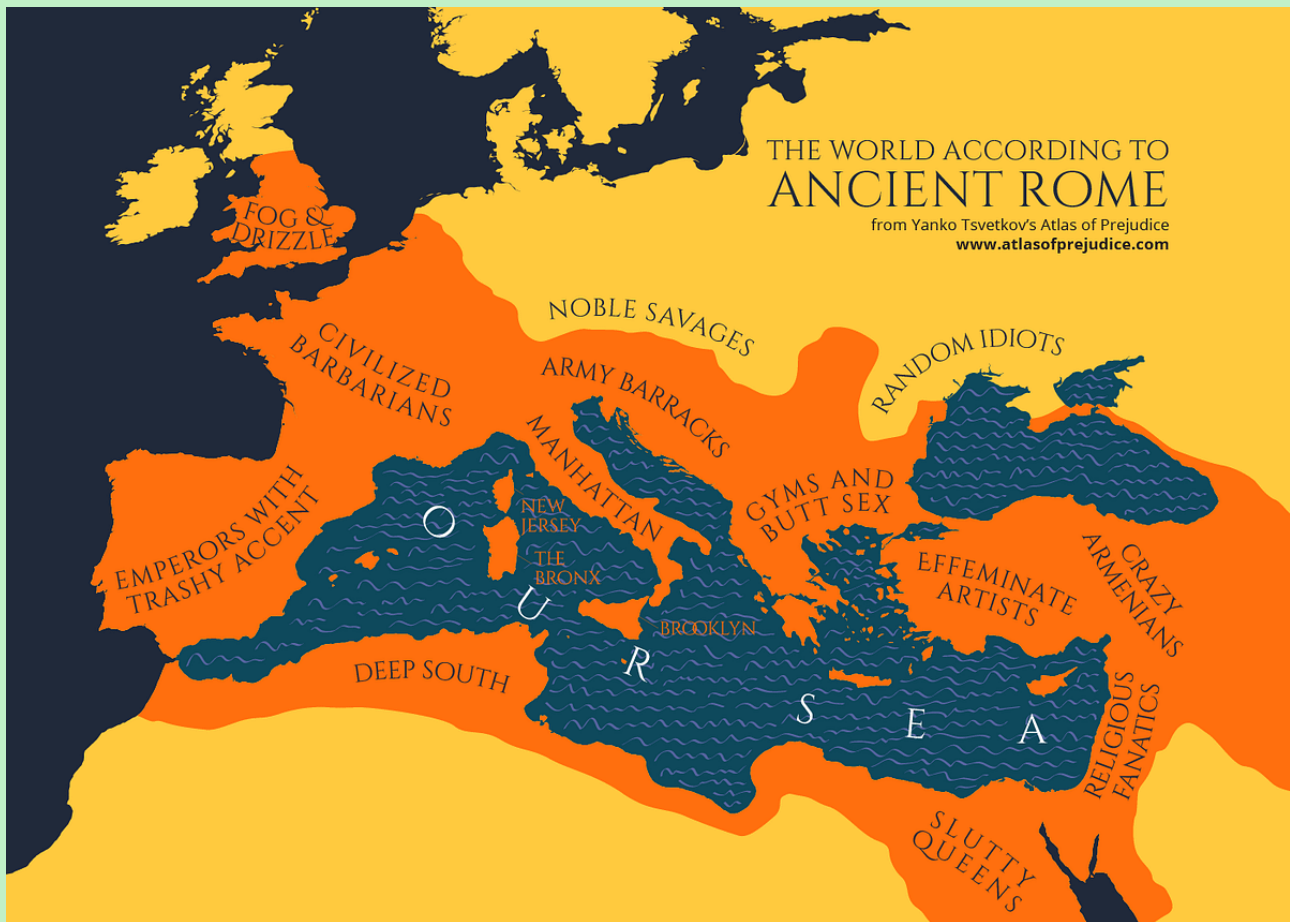 THE WORLD ACCORDING TO
ANCIENT ROME
from Yanko Tsvetkov's Atlas of Prejudice
www.atlasofprejudice.com
FOG &
DRIZZLE
NOBLE SAVAGES
RANDOM IDIOTS
CIVILIZED
BARBARIANS
ARMY BARRACKS
MANHATTAN
GYMS AND
BUTT SEX
EMPERORS WITH
TRASHY ACCENT
NEW
JERSEY
THE
BRONX
BROOKLYN
EFFEMINATE
ARTISTS
CRAZY
ARMENIANS
OUR SEA
DEEP SOUTH
RELIGIOUS
FANATICS
SLUTTY
QUEENS